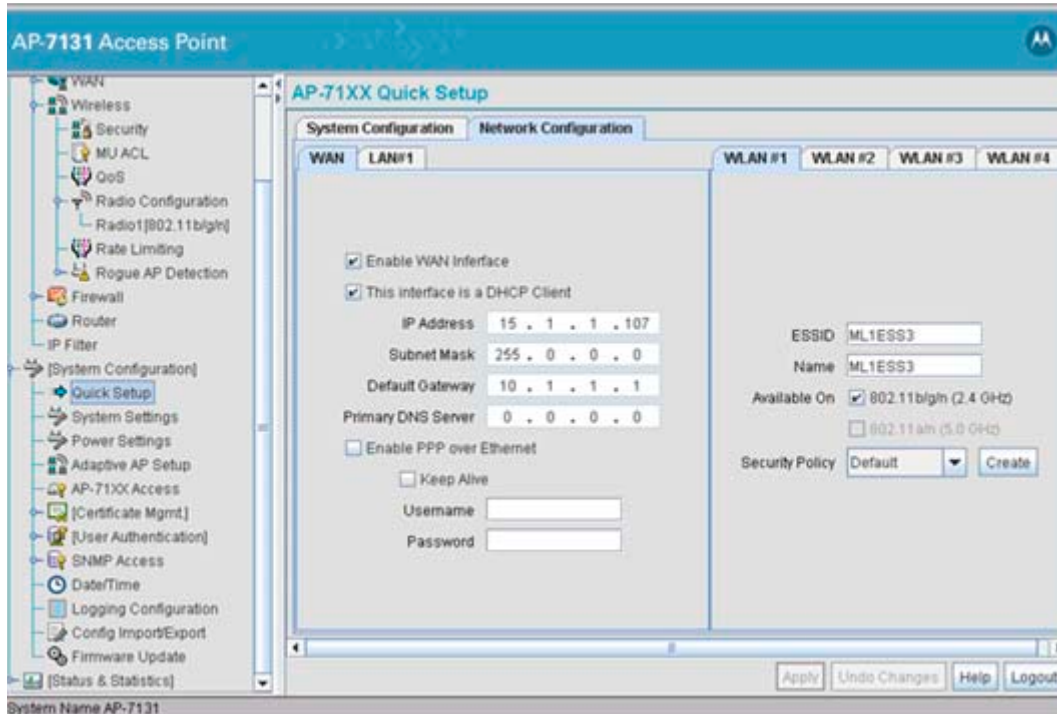 AP-7131 Access Point
WAN
Wireless
Security
MU ACL
QoS
Radio Configuration
Radio1[802.11b/g/n]
Rate Limiting
Rogue AP Detection
Firewall
Router
IP Filter
[System Configuration]
Quick Setup
System Settings
Power Settings
Adaptive AP Setup
AP-71XX Access
[Certificate Mgmt.]
[User Authentication]
SNMP Access
Date/Time
Logging Configuration
Config Import/Export
Firmware Update
[Status & Statistics]
AP-71XX Quick Setup
System Configuration Network Configuration
WAN LAN#1
Enable WAN Interface
This interface is a DHCP Client
IP Address 15 . 1 . 1 . 107
Subnet Mask 255 . 0 . 0 . 0
Default Gateway 10 . 1 . 1 . 1
Primary DNS Server 0 . 0 . 0 . 0
Enable PPP over Ethernet
Keep Alive
Username
Password
WLAN #1 WLAN #2 WLAN #3 WLAN #4
ESSID ML1ESS3
Name ML1ESS3
Available On 802.11b/g/n (2.4 GHz)
802.11a/n (5.0 GHz)
Security Policy Default Create
Apply Undo Changes Help Logout
System Name AP-7131